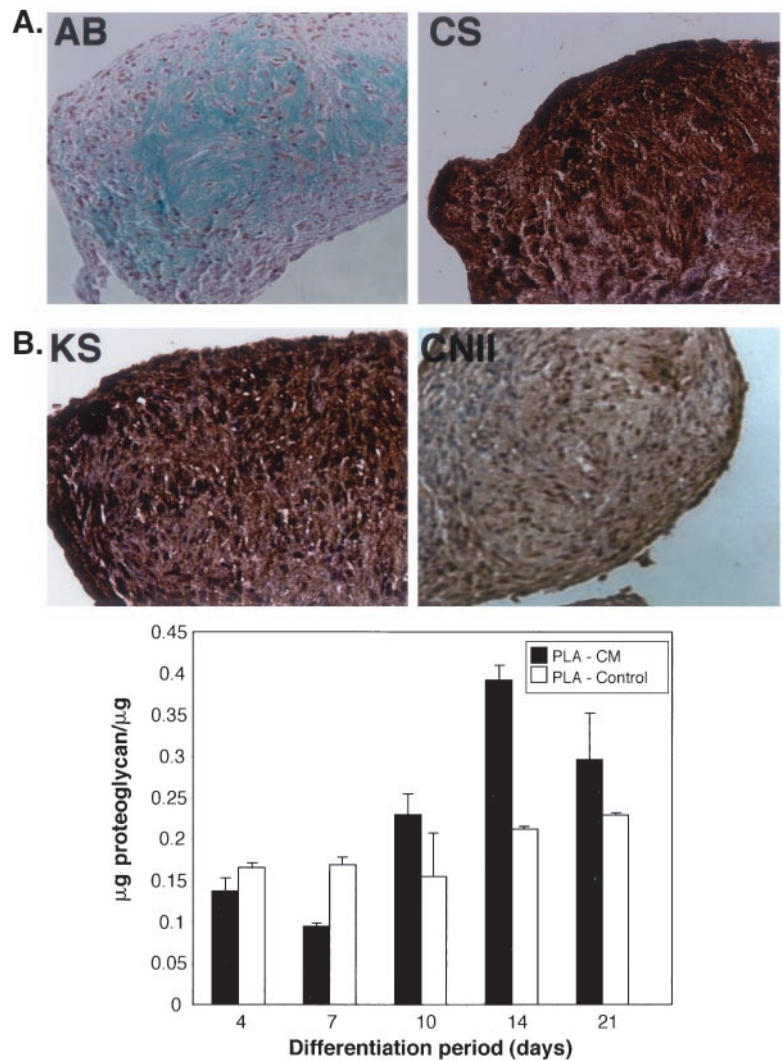 A. AB
CS
B. KS
CNII
0.45
0.4
0.35
0.3
0.25
0.2
0.15
0.1
0.05
0
µg proteoglycan/µg
PLA - CM
PLA - Control
4 7 10 14 21
Differentiation period (days)